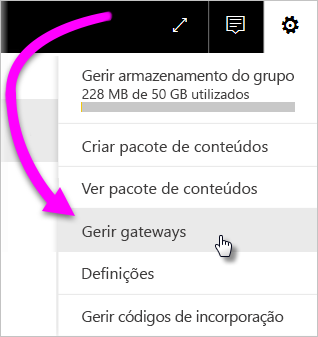 Gerir armazenamento do grupo
228 MB de 50 GB utilizados
Criar pacote de conteúdos
Ver pacote de conteúdos
Gerir gateways
Definições
Gerir códigos de incorporação